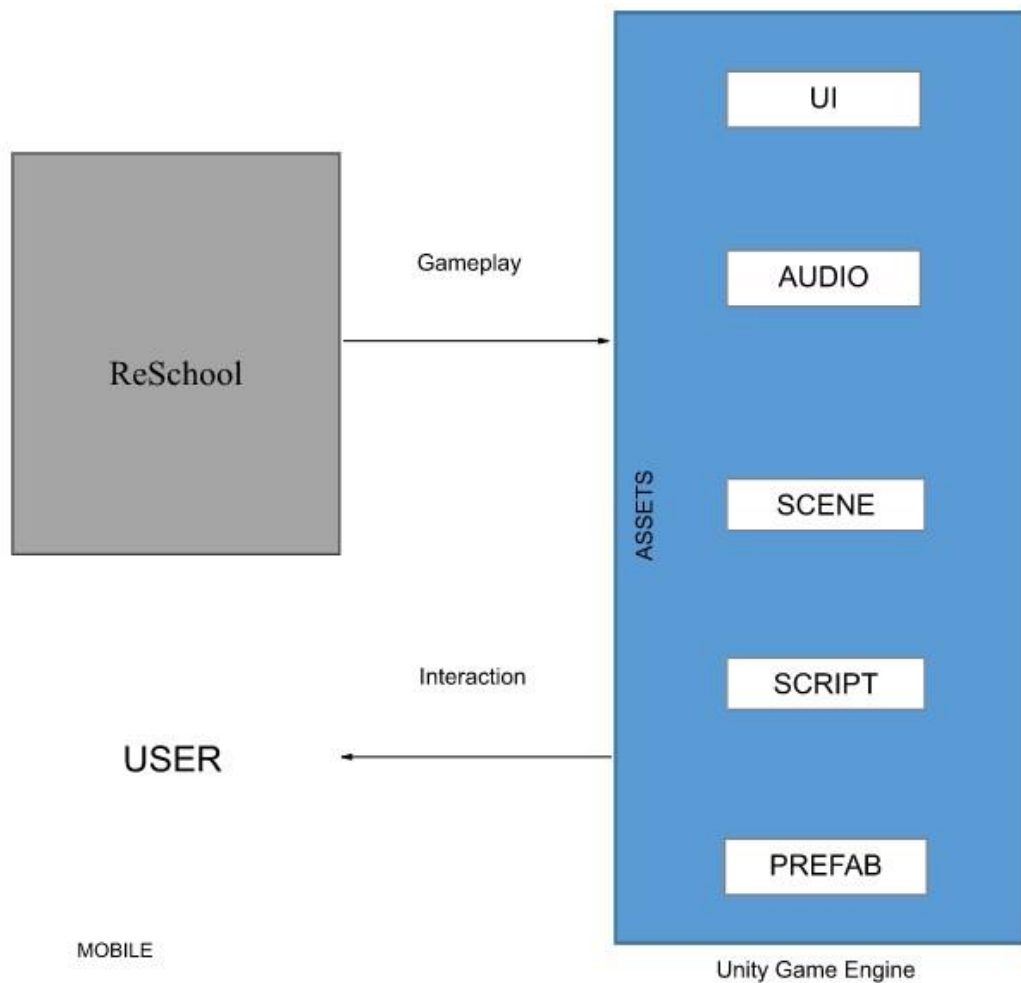 UI
AUDIO
Gameplay
ReSchool
SCENE
ASSETS
SCRIPT
Interaction
USER
PREFAB
MOBILE
Unity Game Engine